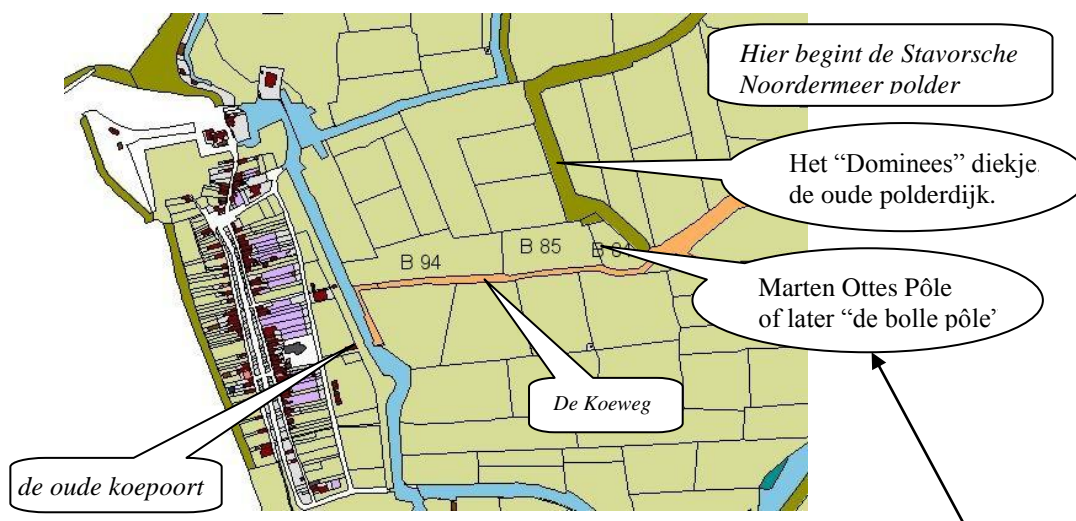 Hier begint de Stavorsche
Noordermeer polder
Het “Dominees” diekje
de oude polderdijk.
B 94
B 85
Marten Ottes Pôle
of later “de bolle pôle’
De Koeweg
de oude koepoort